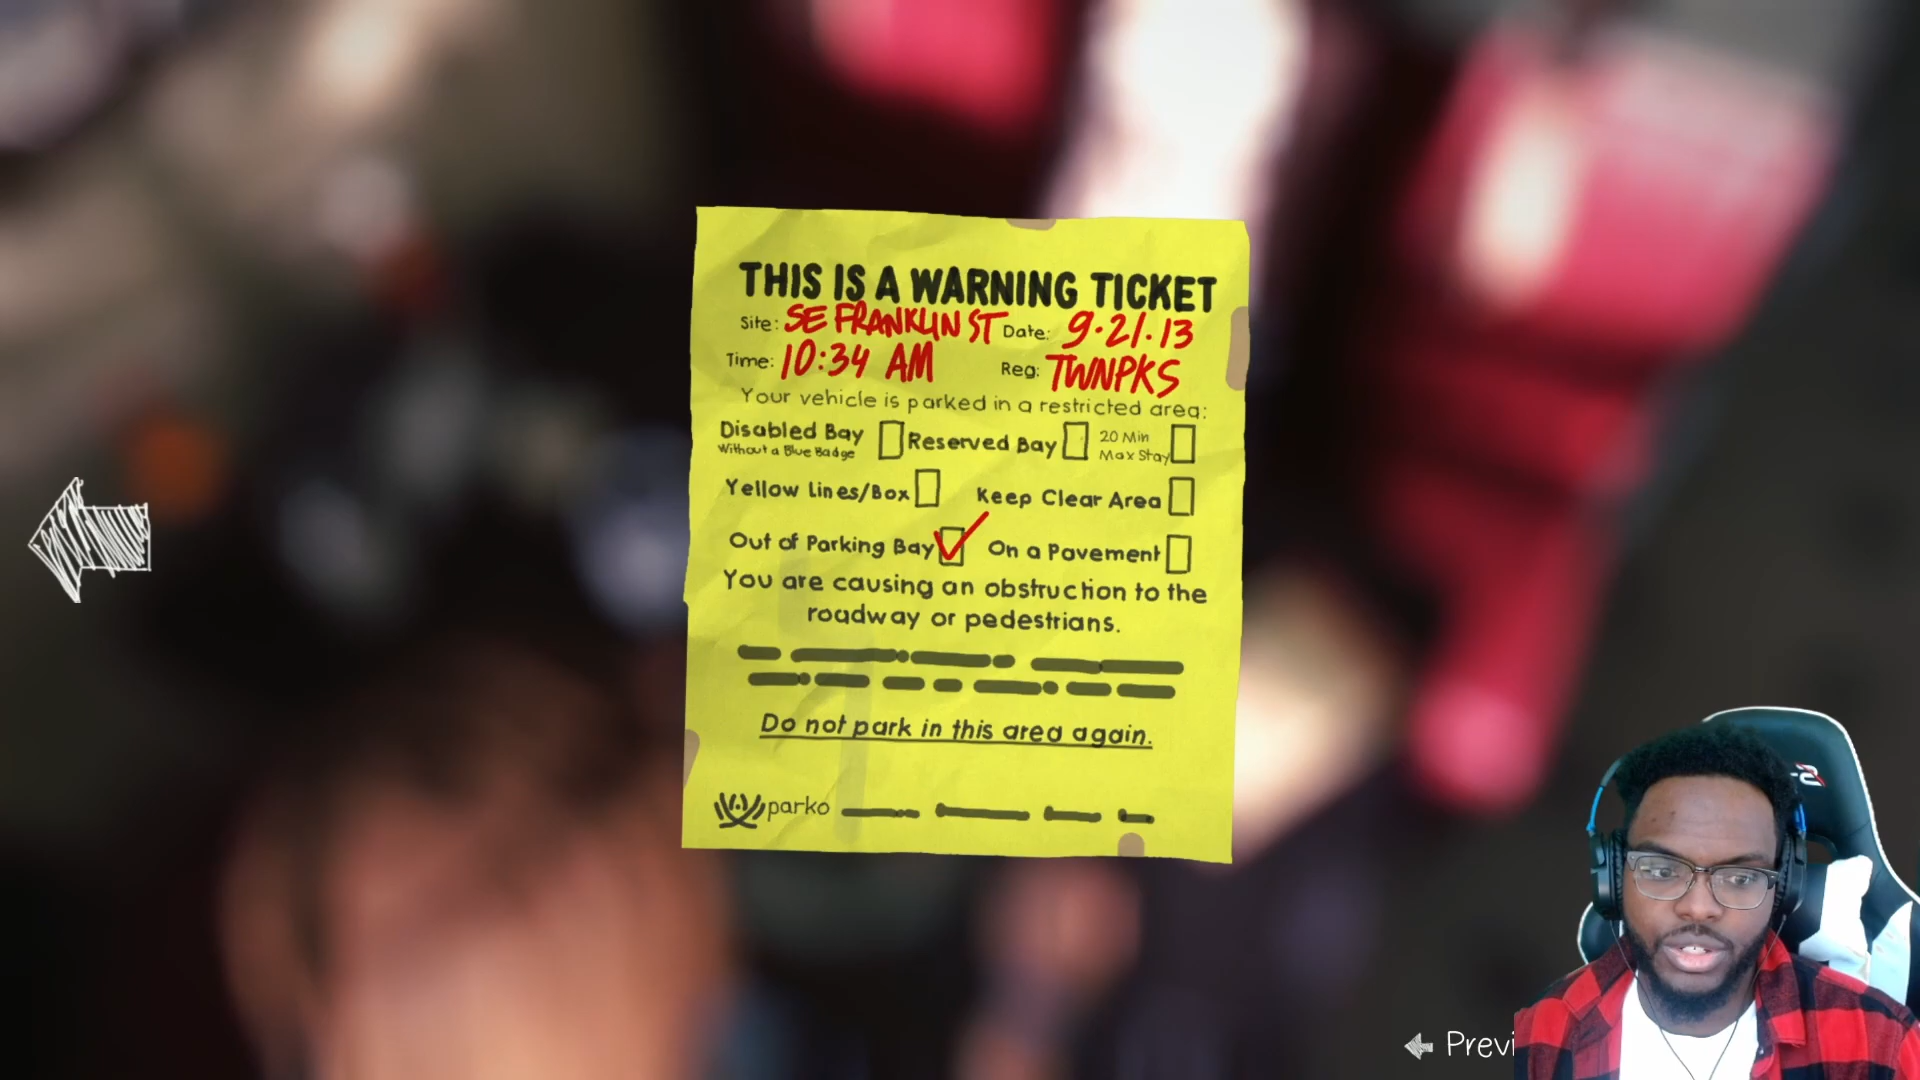 THIS IS A WARNING TICKET
Site: SE FRANKLIN ST Date: 9.21.13
Time: 10:34 AM Reg: TWNPKS
Your vehicle is parked in a restricted area:
Disabled Bay Reserved Bay 20 Min
Without a Blue Badge Max Stay
Yellow Lines/Box Keep Clear Area
Out of Parking Bay On a Pavement
You are causing an obstruction to the
roadway or pedestrians.
Do not park in this area again.
parko
Previ